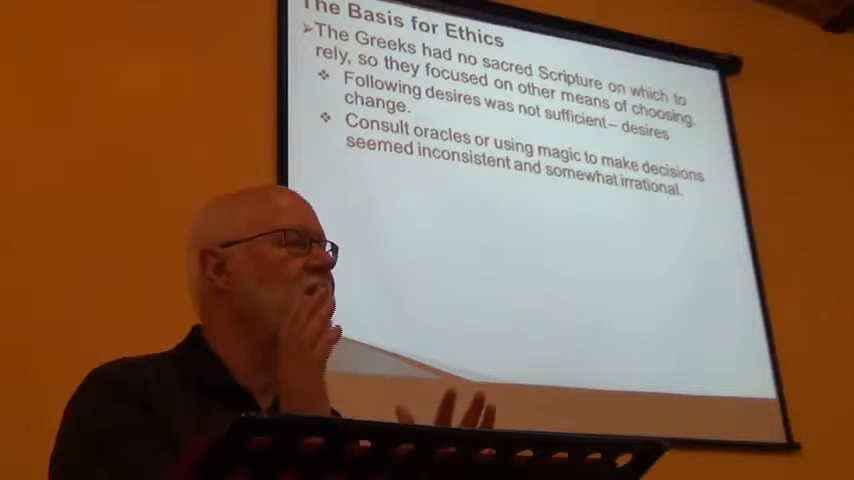 The Basis for Ethics
➢The Greeks had no sacred Scripture on which to
rely, so they focused on other means of choosing.
❖ Following desires was not sufficient– desires
change.
❖ Consult oracles or using magic to make decisions
seemed inconsistent and somewhat irrational.